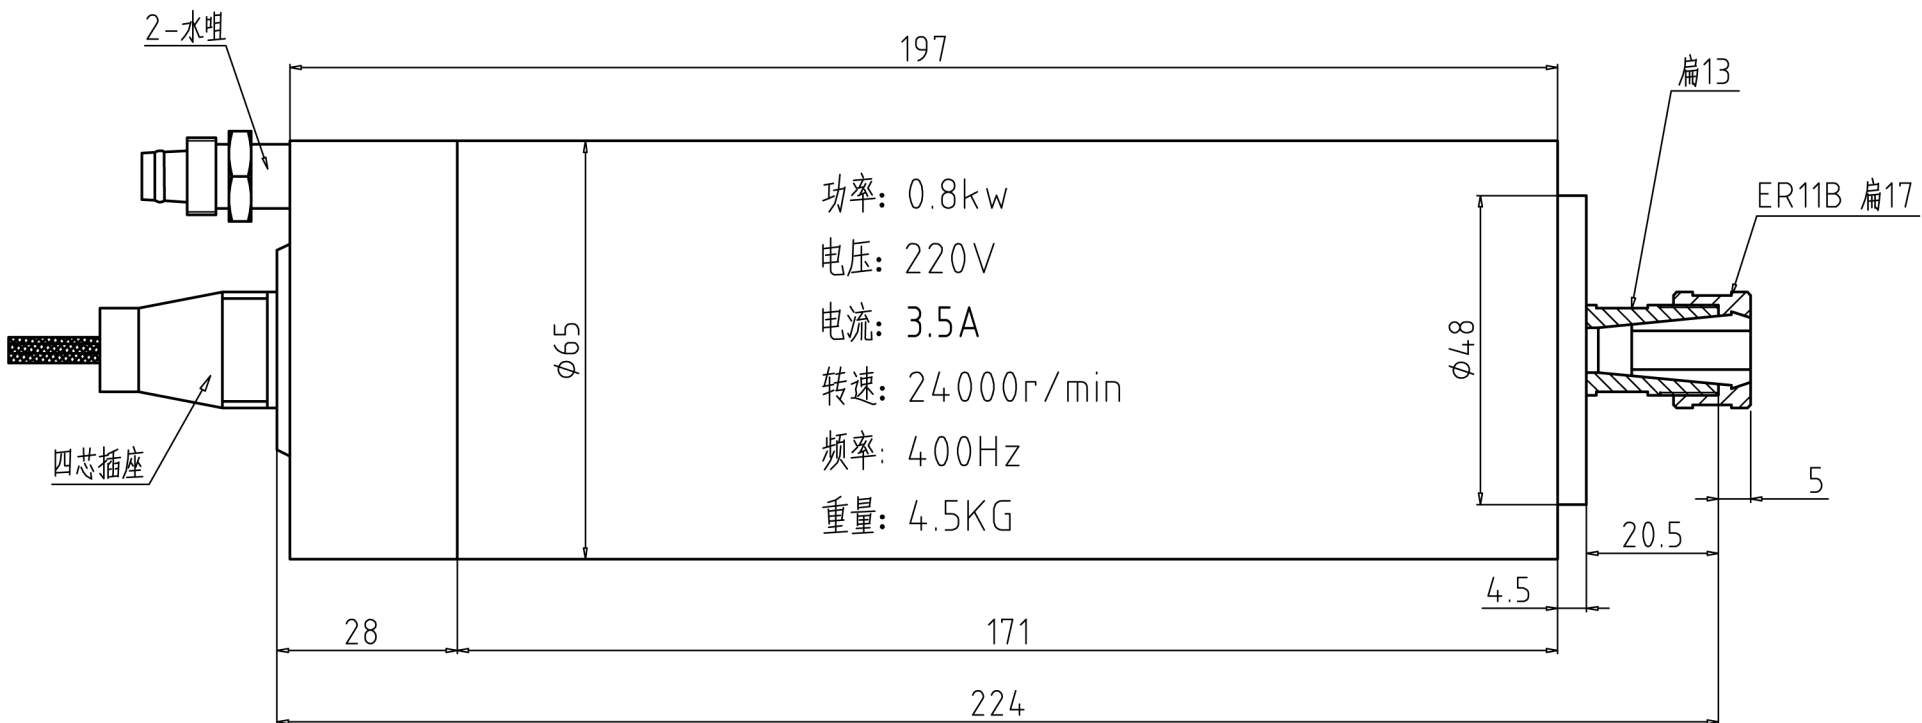 2-水咀
197
扁13
ER11B 扁17
功率: 0.8kw
电压: 220V
电流: 3.5A
转速: 24000r/min
频率: 400Hz
重量: 4.5KG
ϕ65
ϕ48
四芯插座
5
20.5
4.5
28
171
224